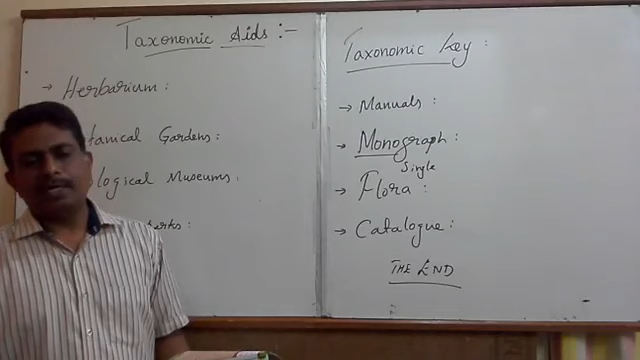 Taxonomic Aids :-
→ Herbarium :
tanical Gardens :
logical Museums :
rks :
Taxonomic Key :
→ Manuals :
→ Monograph :
Single
→ Flora :
→ Catalogue :
THE END